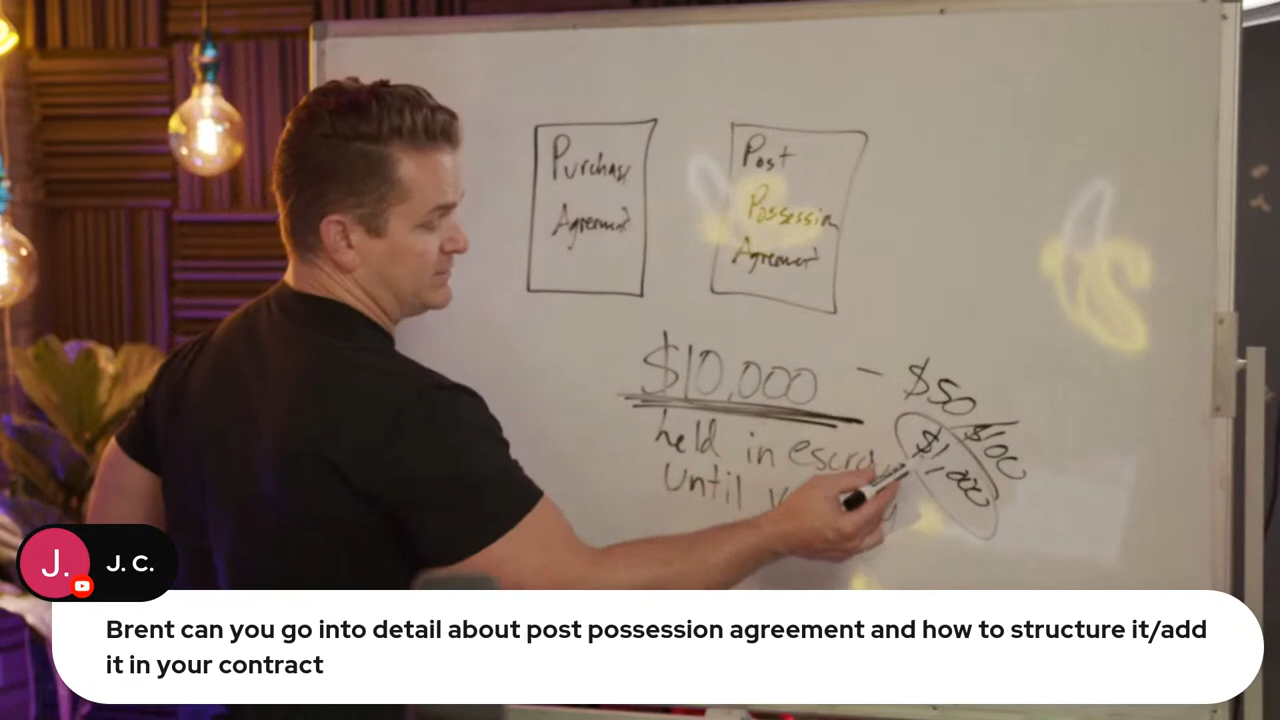 Purchase
Agreement
Post
Possession
Agreement
$10,000 - $50
$100
$1,000
held in escrow
until
J.
J. C.
Brent can you go into detail about post possession agreement and how to structure it/add
it in your contract